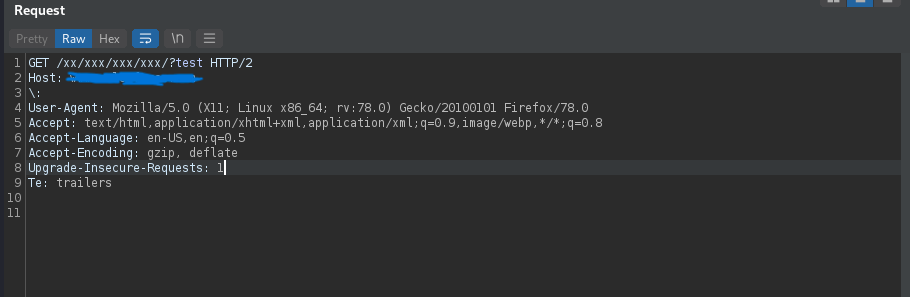 Request
Pretty Raw Hex \n
1 GET /xx/xxx/xxx/xxx/?test HTTP/2
2 Host:
3 \:
4 User-Agent: Mozilla/5.0 (X11; Linux x86_64; rv:78.0) Gecko/20100101 Firefox/78.0
5 Accept: text/html,application/xhtml+xml,application/xml;q=0.9,image/webp,*/*;q=0.8
6 Accept-Language: en-US,en;q=0.5
7 Accept-Encoding: gzip, deflate
8 Upgrade-Insecure-Requests: 1
9 Te: trailers
10
11